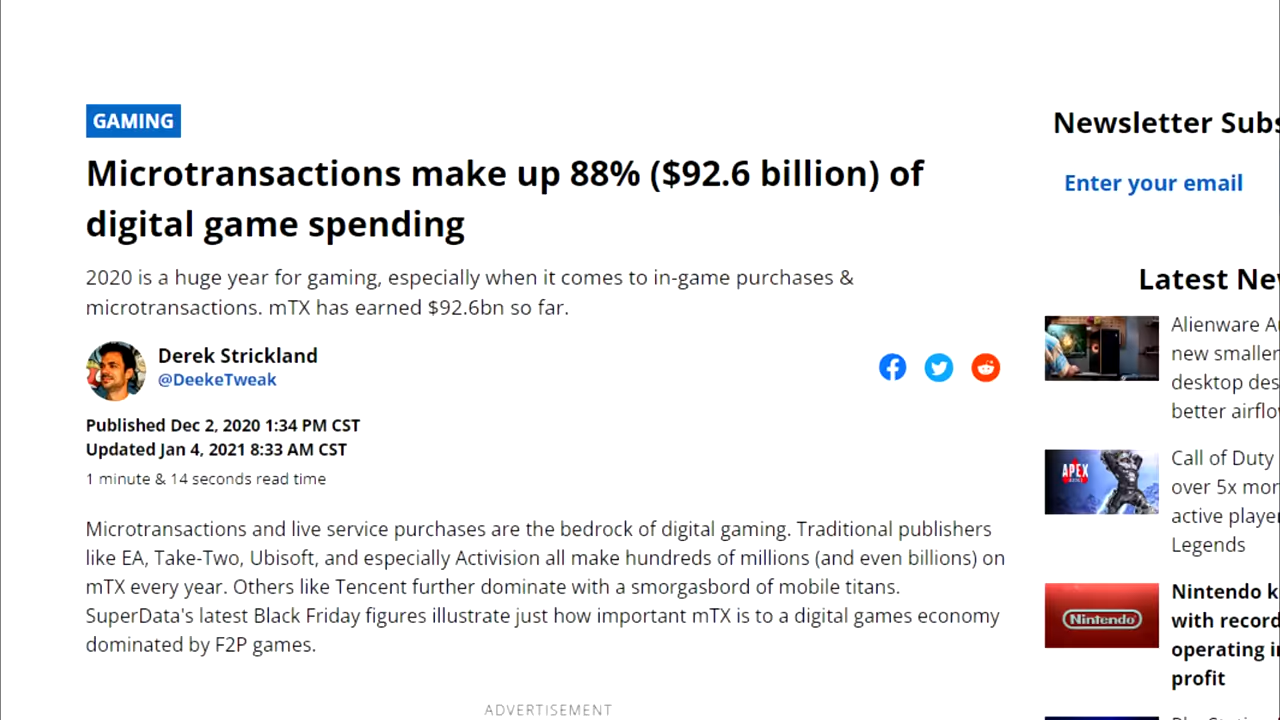 GAMING
Microtransactions make up 88% ($92.6 billion) of
digital game spending
2020 is a huge year for gaming, especially when it comes to in-game purchases &
microtransactions. mTX has earned $92.6bn so far.
Derek Strickland
@DeekeTweak
Published Dec 2, 2020 1:34 PM CST
Updated Jan 4, 2021 8:33 AM CST
1 minute & 14 seconds read time
Microtransactions and live service purchases are the bedrock of digital gaming. Traditional publishers
like EA, Take-Two, Ubisoft, and especially Activision all make hundreds of millions (and even billions) on
mTX every year. Others like Tencent further dominate with a smorgasbord of mobile titans.
SuperData's latest Black Friday figures illustrate just how important mTX is to a digital games economy
dominated by F2P games.
ADVERTISEMENT
Newsletter Subs
Enter your email
Latest Ne
Alienware A
new smaller
desktop des
better airflo
APEX
Call of Duty
over 5x mor
active player
Legends
Nintendo
Nintendo k
with record
operating i
profit